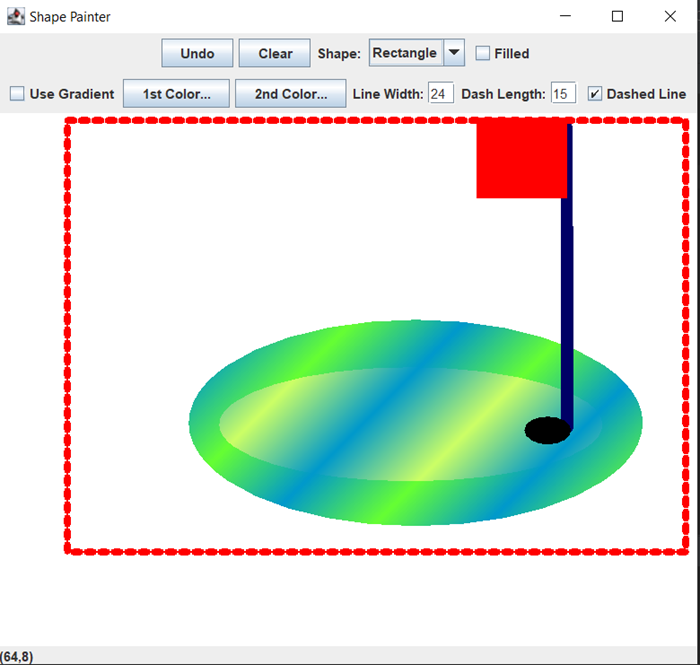 Shape Painter
Undo Clear Shape: Rectangle Filled
Use Gradient 1st Color... 2nd Color... Line Width: 24 Dash Length: 15 Dashed Line
(64,8)